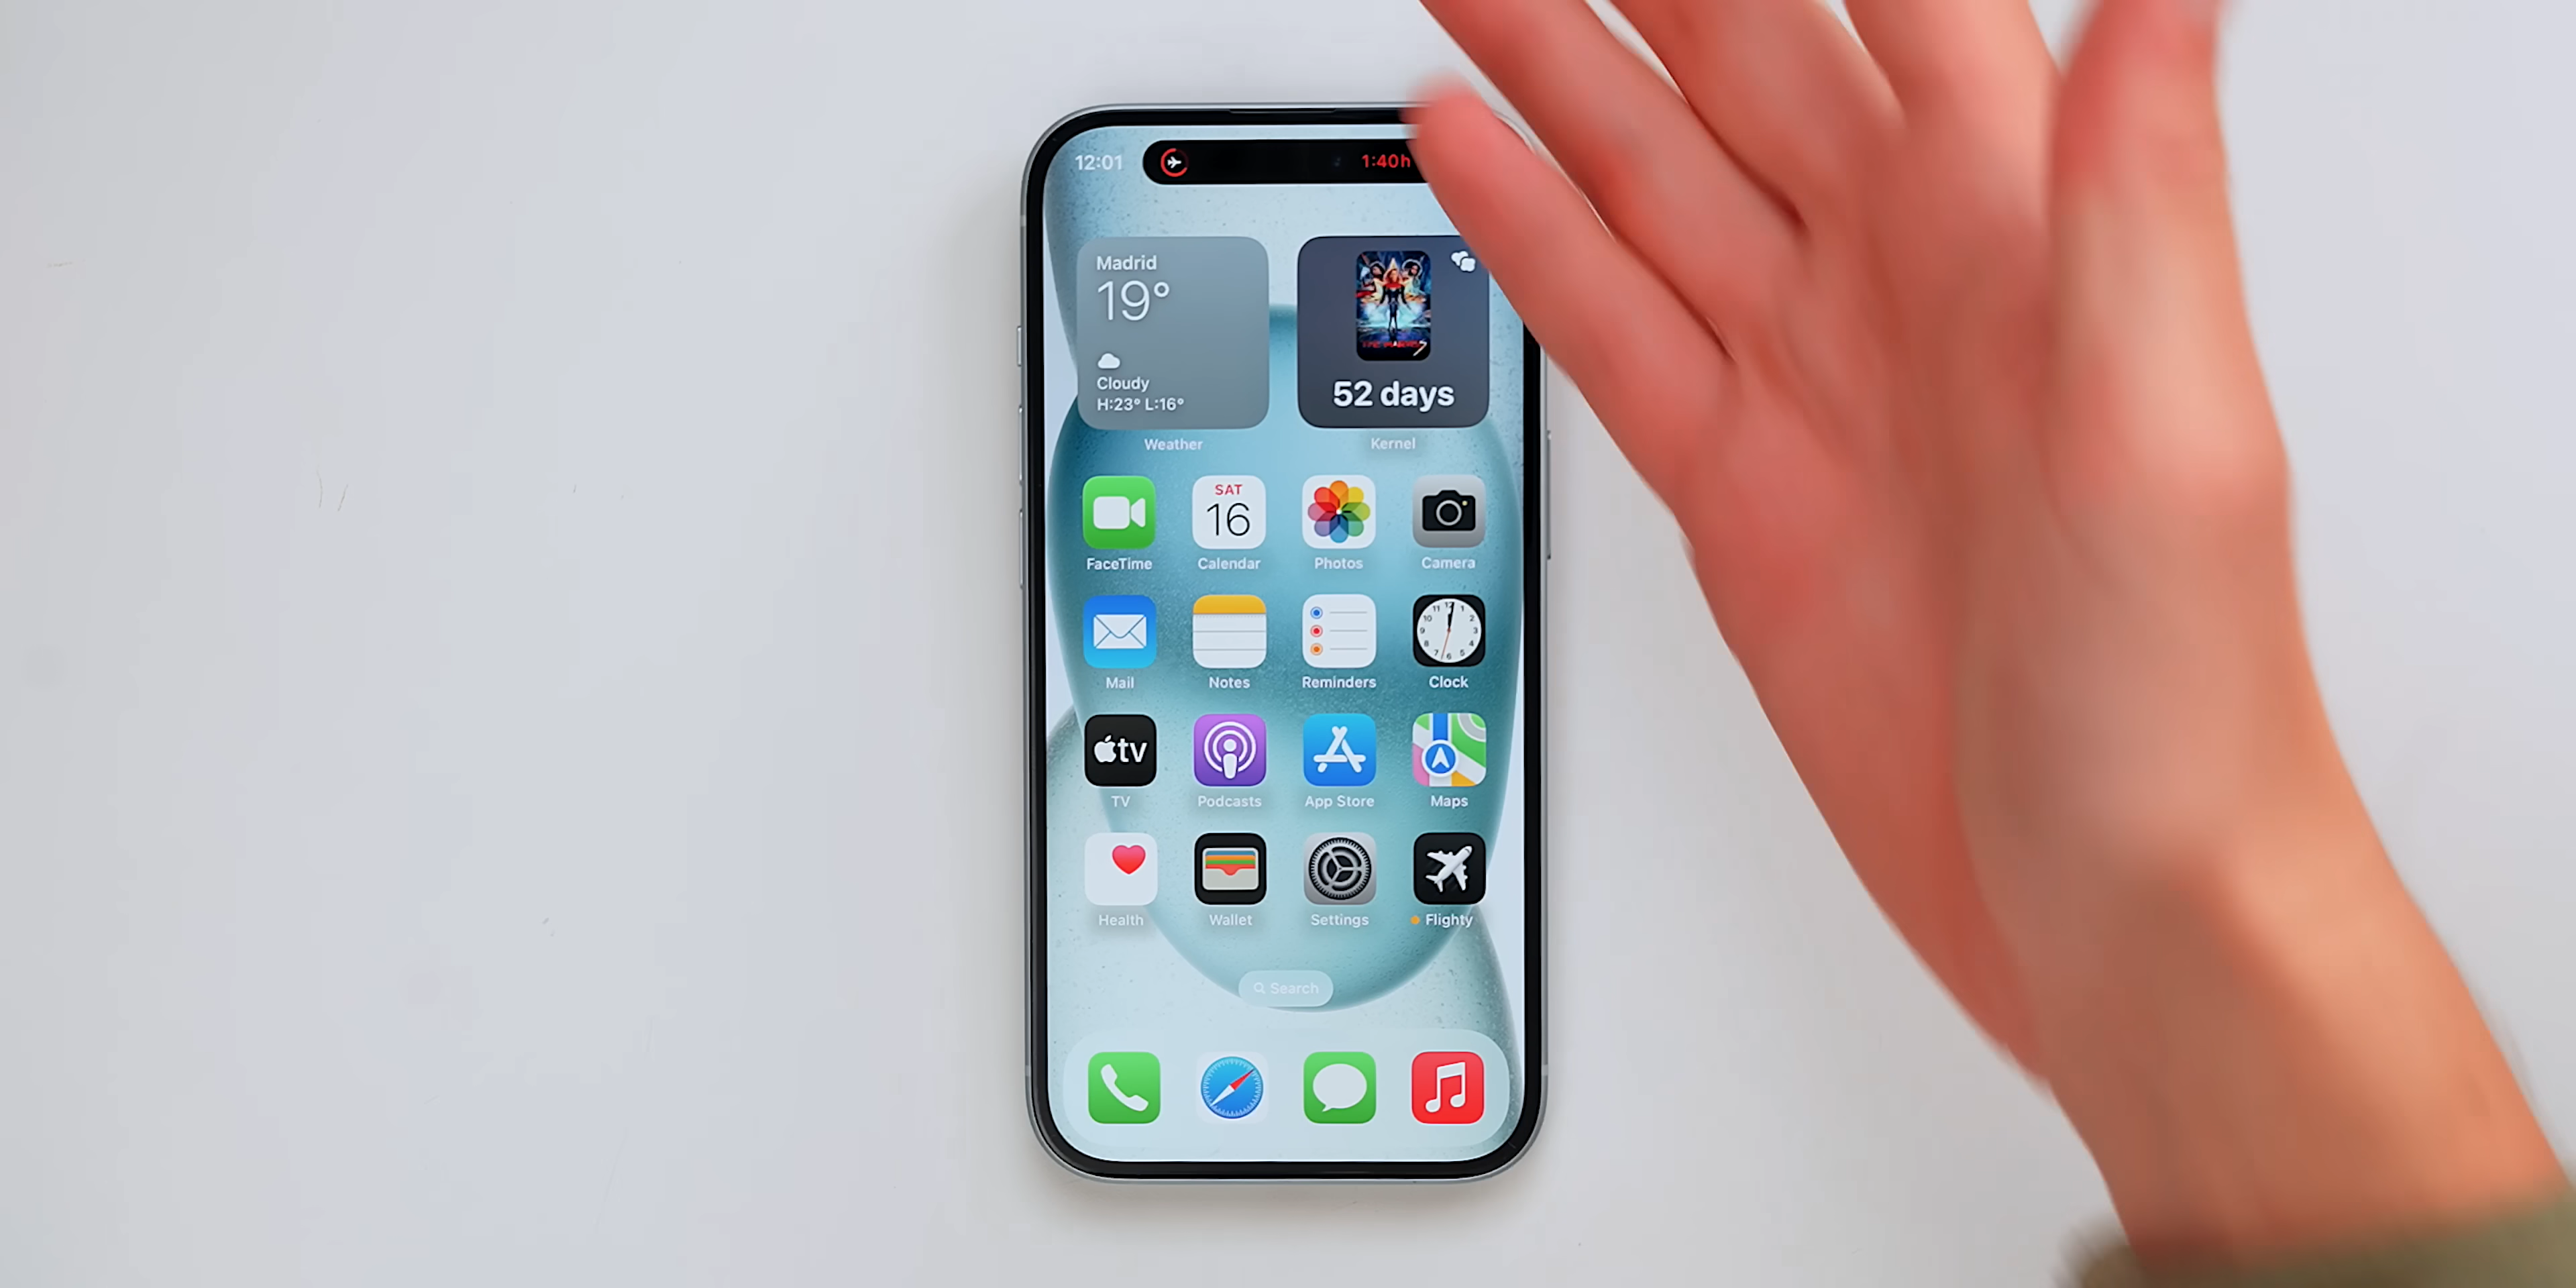 12:01
1:40h
Madrid
19°
Cloudy
H:23° L:16°
Weather
52 days
Kernel
FaceTime
SAT
16
Calendar
Photos
Camera
Mail
Notes
Reminders
Clock
tv
TV
Podcasts
App Store
Maps
Health
Wallet
Settings
Flighty
Search